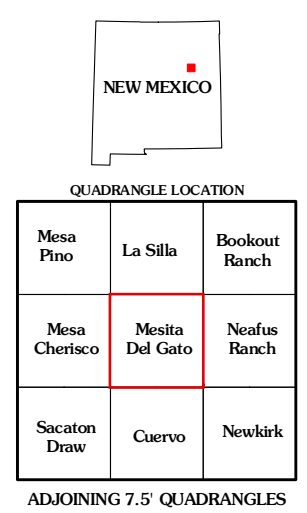 NEW MEXICO
QUADRANGLE LOCATION
Mesa
Pino
La Silla
Bookout
Ranch
Mesa
Cherisco
Mesita
Del Gato
Neafus
Ranch
Sacaton
Draw
Cuervo
Newkirk
ADJOINING 7.5' QUADRANGLES